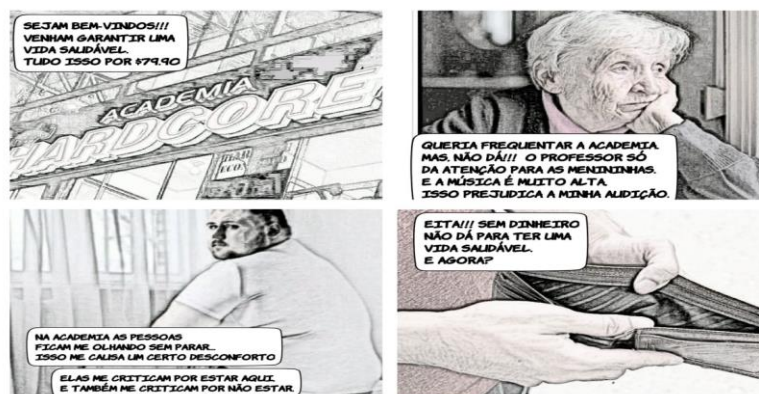 SEJAM BEM-VINDOS!!!
VENHAM GARANTIR UMA
VIDA SAUDÁVEL.
TUDO ISSO POR $79,90
ACADEMIA
HARDCORE
QUERIA FREQUENTAR A ACADEMIA.
MAS, NÃO DÁ!!! O PROFESSOR SÓ
DA ATENÇÃO PARA AS MENININHAS.
E A MÚSICA É MUITO ALTA.
ISSO PREJUDICA A MINHA AUDIÇÃO.
NA ACADEMIA AS PESSOAS
FICAM ME OLHANDO SEM PARAR...
ISSO ME CAUSA UM CERTO DESCONFORTO
ELAS ME CRITICAM POR ESTAR AQUI,
E TAMBÉM ME CRITICAM POR NÃO ESTAR.
EITA!!! SEM DINHEIRO
NÃO DÁ PARA TER UMA
VIDA SAUDÁVEL.
E AGORA?